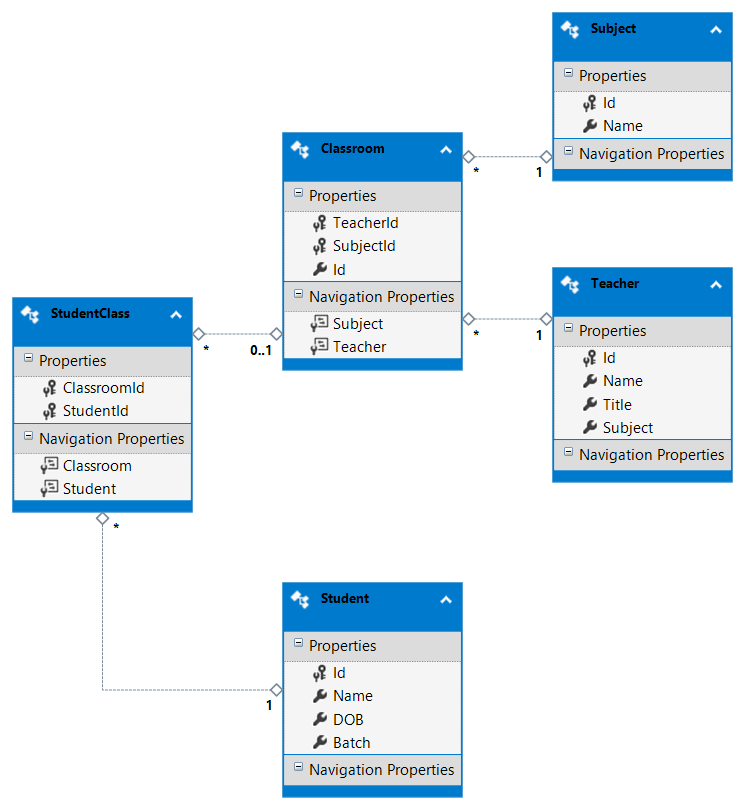 Subject
Properties
Id
Name
Navigation Properties
*
1
Classroom
Properties
TeacherId
SubjectId
Id
Navigation Properties
Subject
Teacher
*
1
Teacher
Properties
Id
Name
Title
Subject
Navigation Properties
StudentClass
Properties
ClassroomId
StudentId
Navigation Properties
Classroom
Student
*
0..1
*
1
Student
Properties
Id
Name
DOB
Batch
Navigation Properties